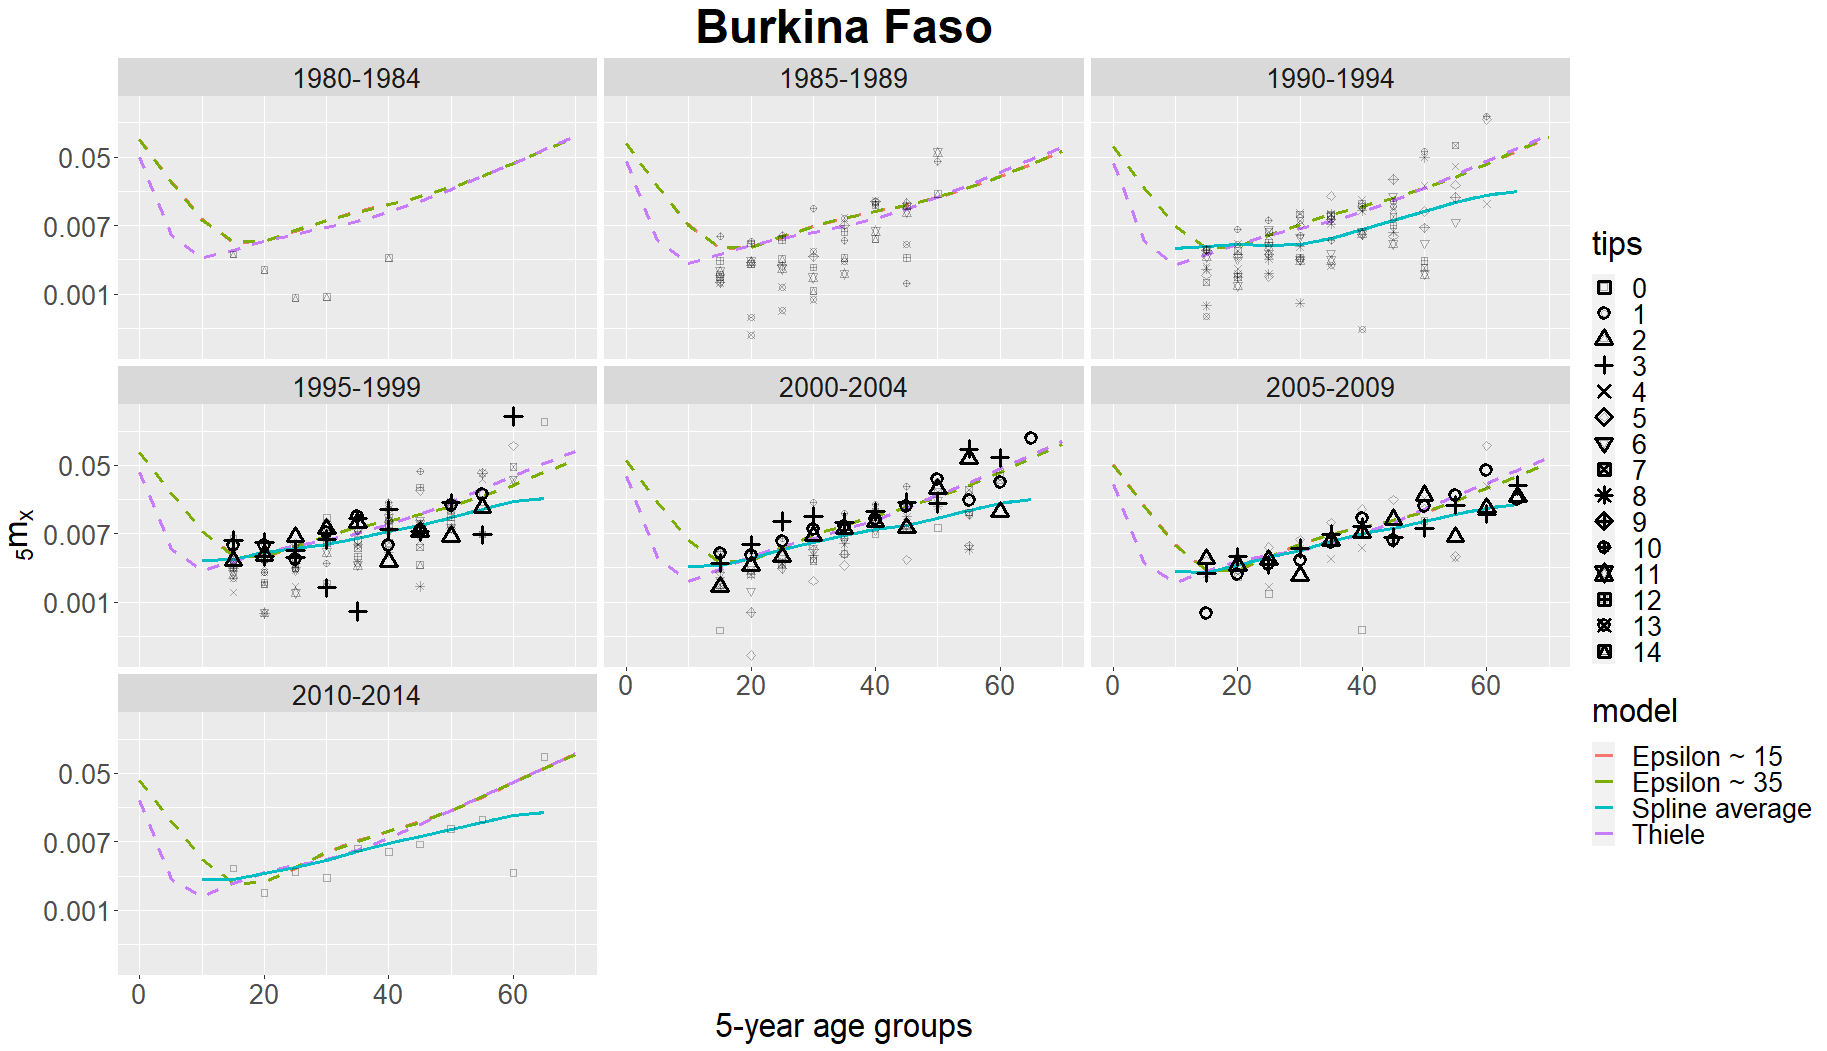 Burkina Faso
1980-1984
1985-1989
1990-1994
0.05
0.007
0.001
1995-1999
2000-2004
2005-2009
0.05
0.007
0.001
0 20 40 60
0 20 40 60
2010-2014
0.05
0.007
0.001
0 20 40 60
5-year age groups
5mx
tips
0
1
2
3
4
5
6
7
8
9
10
11
12
13
14
model
Epsilon ~ 15
Epsilon ~ 35
Spline average
Thiele